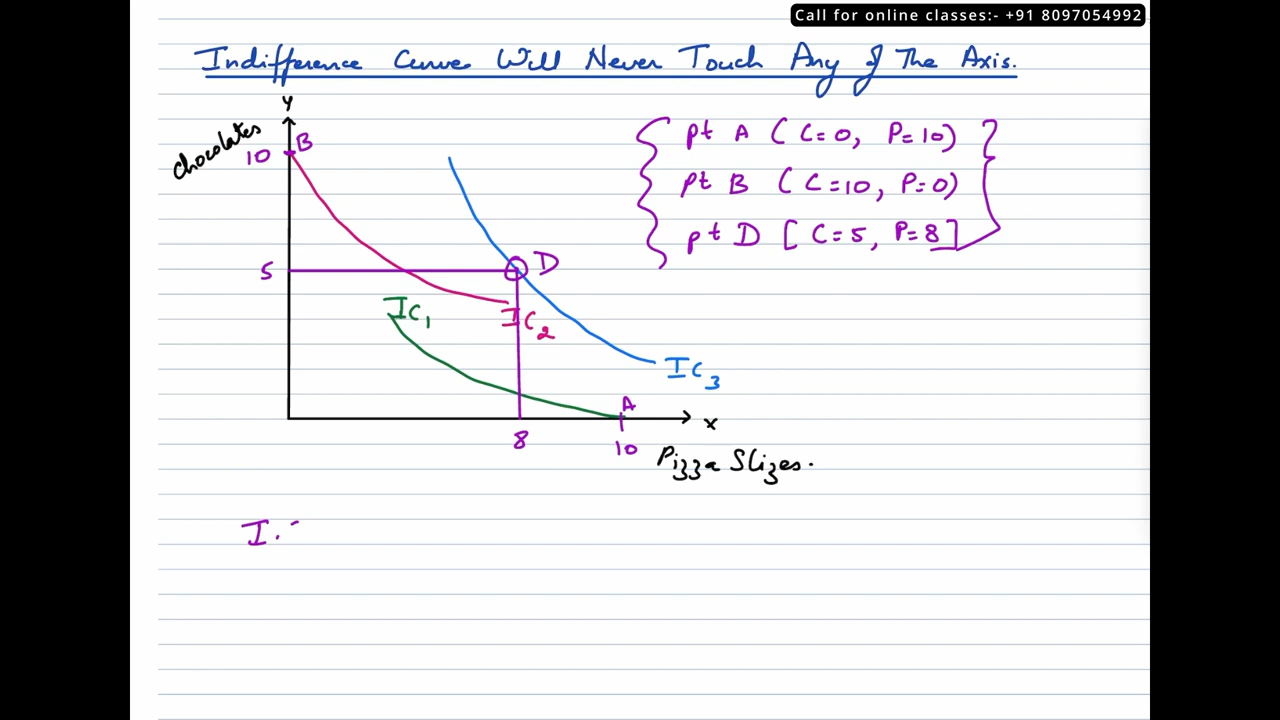 Call for online classes:- +91 8097054992
Indifference Curve Will Never Touch Any of The Axis.
Y
chocolates
10 B
pt A ( C=0, P=10)
pt B ( C=10, P=0)
pt D [ C=5, P=8]
5
D
IC1
IC2
IC3
A
8
10
x
Pizza Slizes.
I.